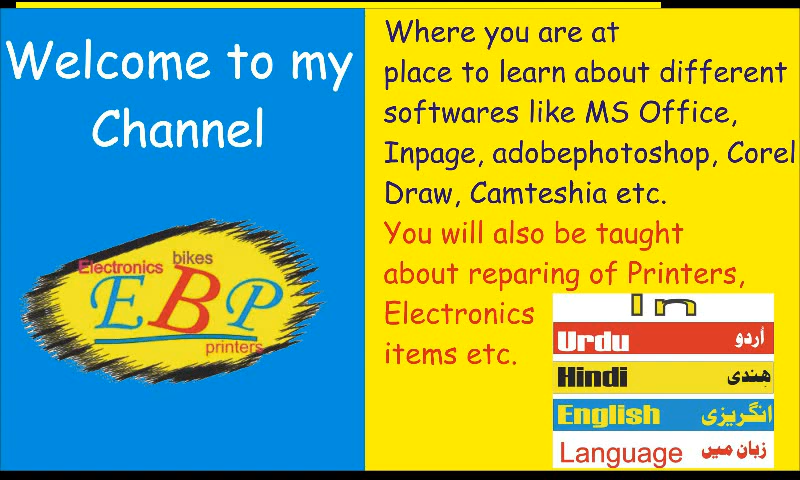 Welcome to my
Channel
Electronics
bikes
EBP
printers
Where you are at
place to learn about different
softwares like MS Office,
Inpage, adobephotoshop, Corel
Draw, Camteshia etc.
You will also be taught
about reparing of Printers,
Electronics
items etc.
In
Urdu اُردو
Hindi ھِندی
English انگریزی
Language زبان میں